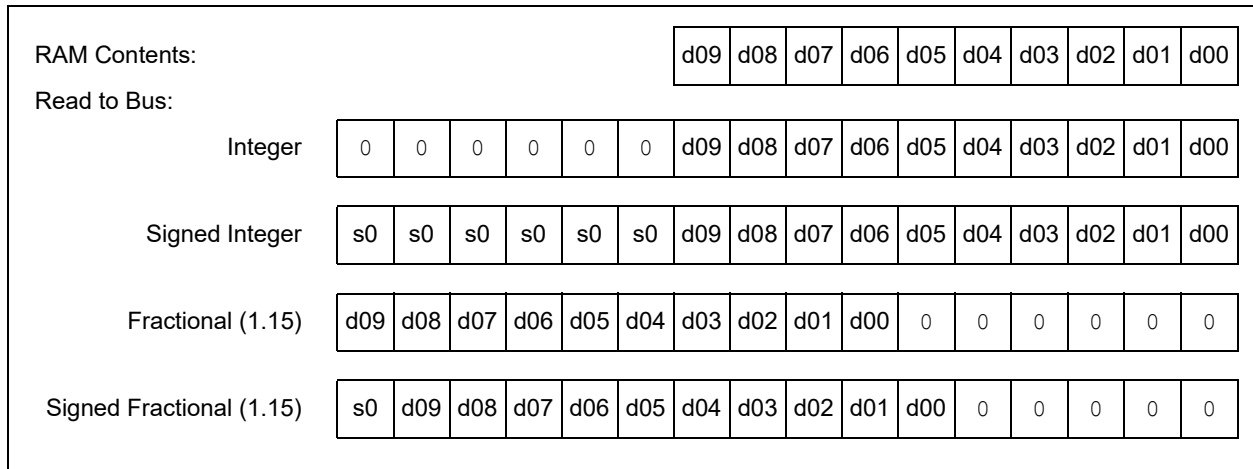 RAM Contents: d09 d08 d07 d06 d05 d04 d03 d02 d01 d00
Read to Bus:
Integer 0 0 0 0 0 0 d09 d08 d07 d06 d05 d04 d03 d02 d01 d00
Signed Integer s0 s0 s0 s0 s0 s0 d09 d08 d07 d06 d05 d04 d03 d02 d01 d00
Fractional (1.15) d09 d08 d07 d06 d05 d04 d03 d02 d01 d00 0 0 0 0 0 0
Signed Fractional (1.15) s0 d09 d08 d07 d06 d05 d04 d03 d02 d01 d00 0 0 0 0 0